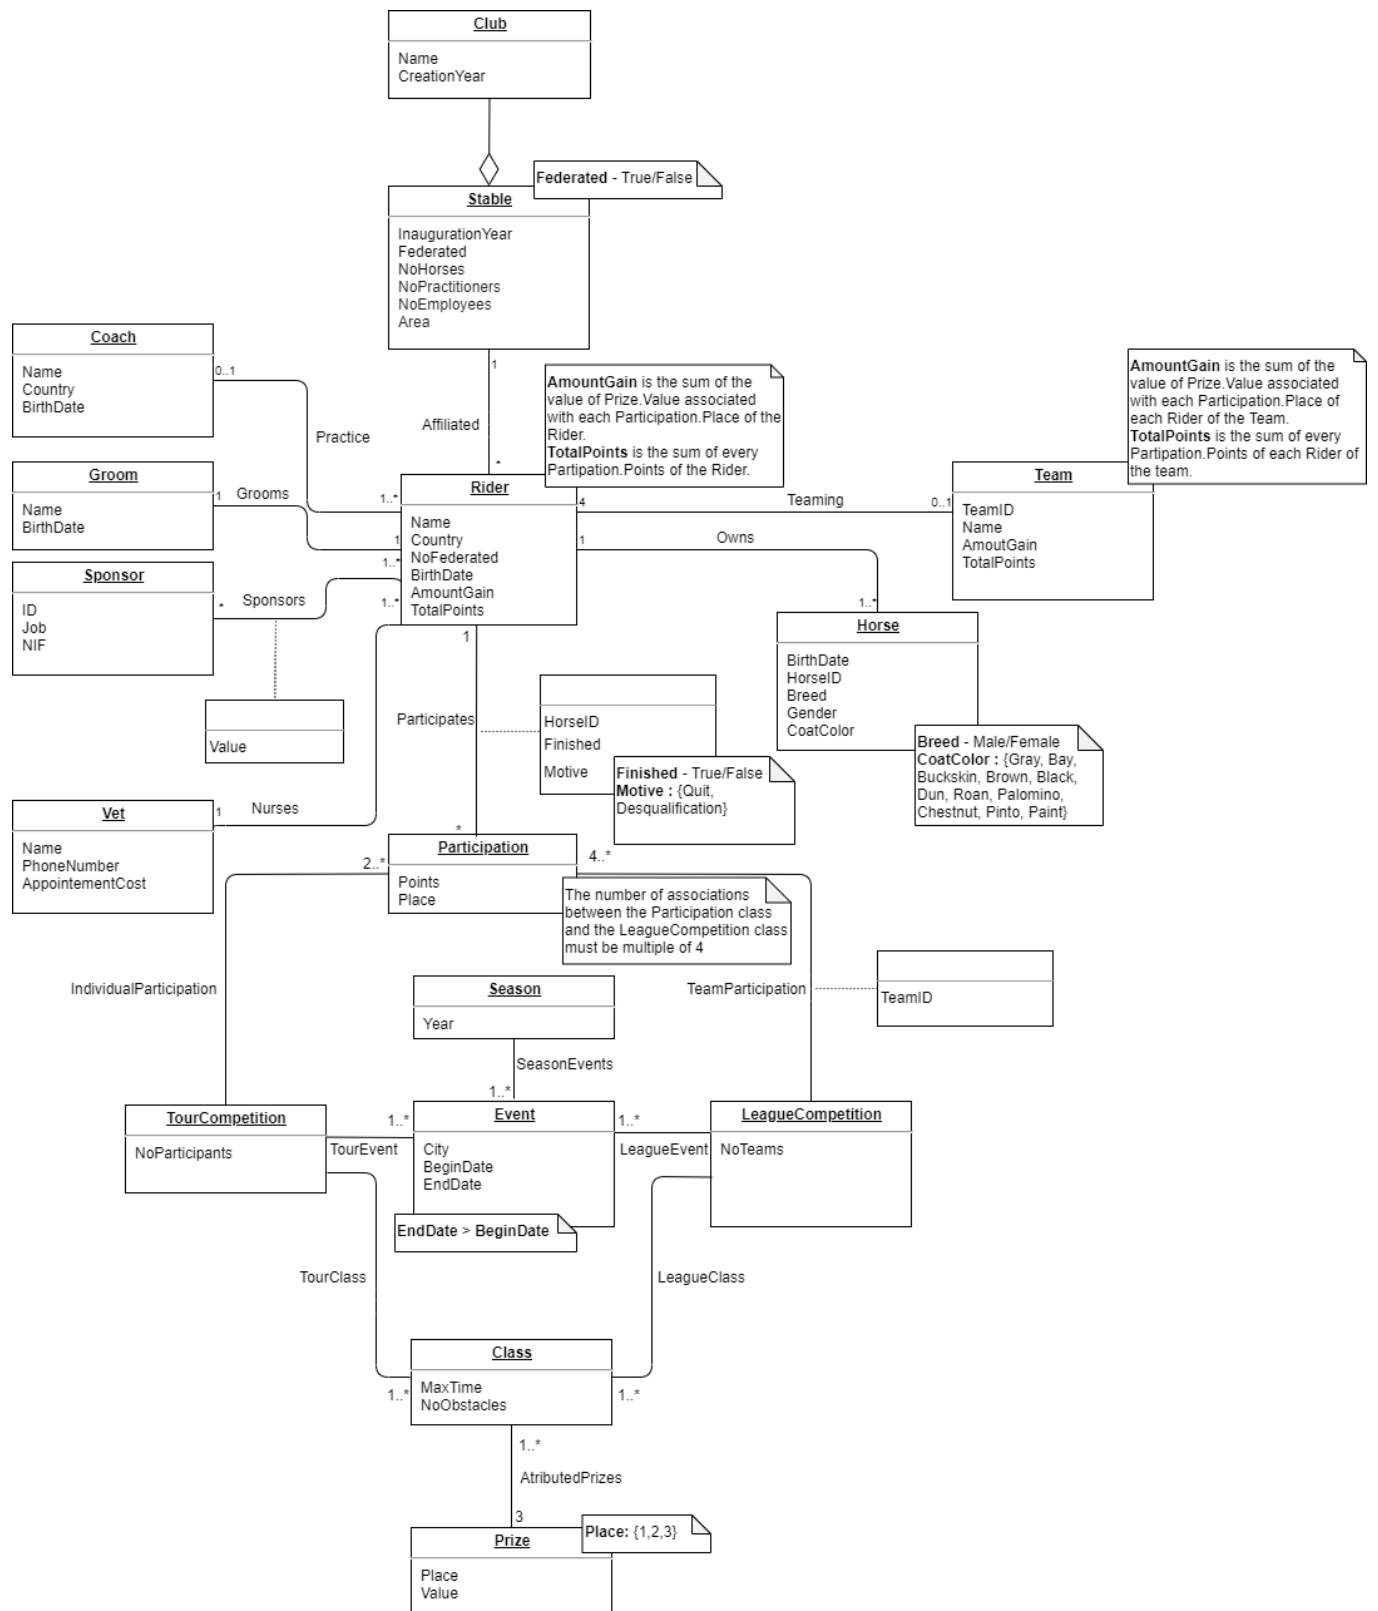 Club
Name
CreationYear
Federated - True/False
Stable
InaugurationYear
Federated
NoHorses
NoPractitioners
NoEmployees
Area
Coach
Name
Country
BirthDate
0..1
Practice
1
Affiliated
*
AmountGain is the sum of the
value of Prize.Value associated
with each Participation.Place of the
Rider.
TotalPoints is the sum of every
Partipation.Points of the Rider.
AmountGain is the sum of the
value of Prize.Value associated
with each Participation.Place of
each Rider of the Team.
TotalPoints is the sum of every
Partipation.Points of each Rider of
the team.
Groom
Name
BirthDate
1
Grooms
1..*
1
1..*
1..*
Rider
Name
Country
NoFederated
BirthDate
AmountGain
TotalPoints
4
Teaming
0..1
Team
TeamID
Name
AmoutGain
TotalPoints
1
Owns
1..*
Sponsor
ID
Job
NIF
*
Sponsors
Value
Horse
BirthDate
HorseID
Breed
Gender
CoatColor
Breed - Male/Female
CoatColor : {Gray, Bay,
Buckskin, Brown, Black,
Dun, Roan, Palomino,
Chestnut, Pinto, Paint}
1
Participates
*
HorseID
Finished
Motive
Finished - True/False
Motive : {Quit,
Desqualification}
Vet
Name
PhoneNumber
AppointementCost
1
Nurses
2..*
Participation
Points
Place
4..*
The number of associations
between the Participation class
and the LeagueCompetition class
must be multiple of 4
IndividualParticipation
Season
Year
TeamParticipation
TeamID
SeasonEvents
1..*
TourCompetition
NoParticipants
1..*
TourEvent
Event
City
BeginDate
EndDate
EndDate > BeginDate
1..*
LeagueEvent
LeagueCompetition
NoTeams
TourClass
LeagueClass
1..*
Class
MaxTime
NoObstacles
1..*
1..*
AtributedPrizes
3
Prize
Place
Value
Place: {1,2,3}